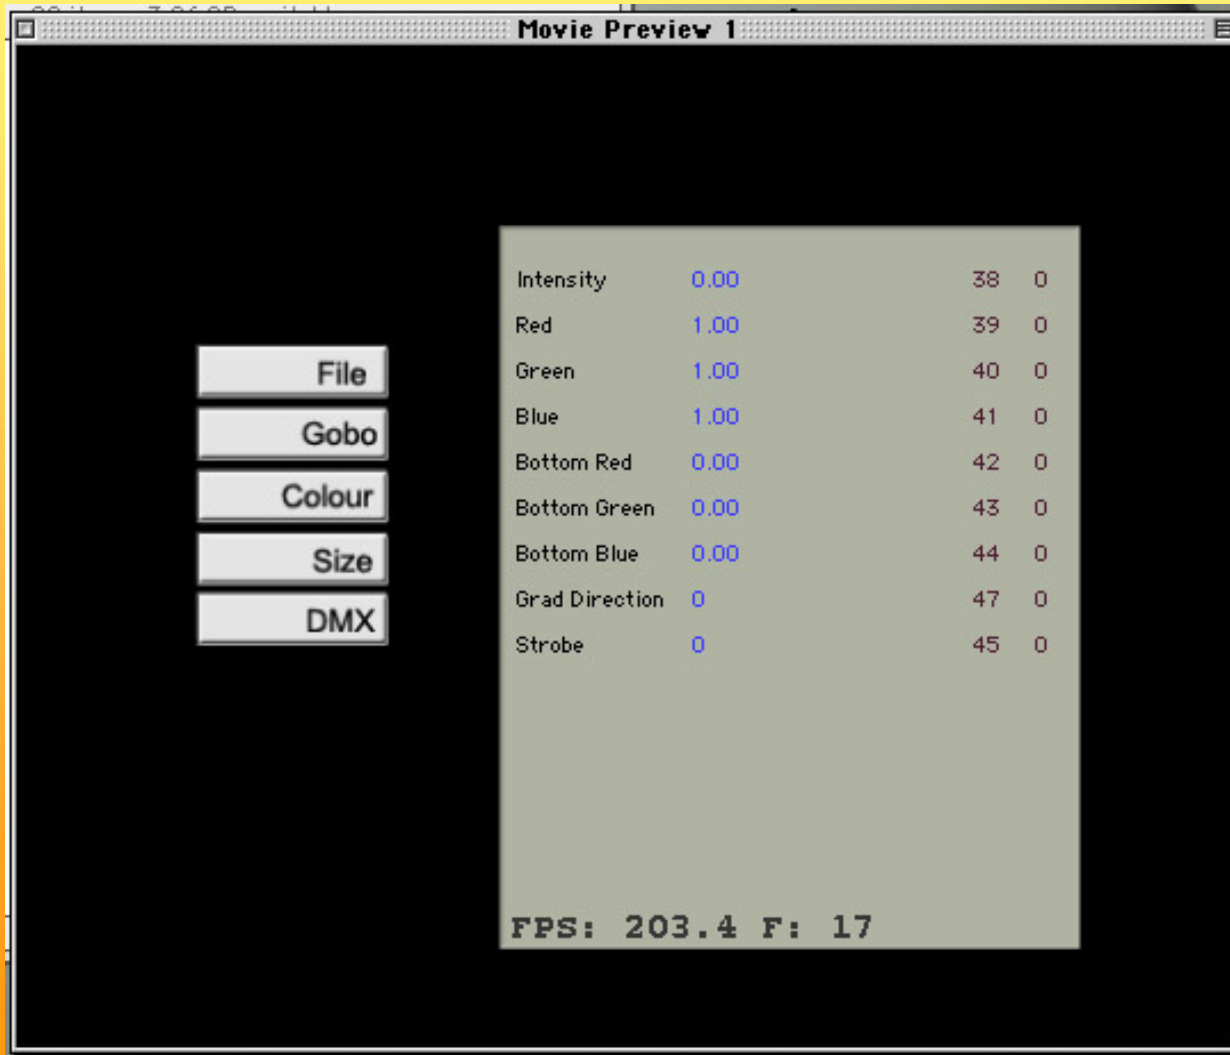 Movie Preview 1
File
Gobo
Colour
Size
DMX
Intensity 0.00 38 0
Red 1.00 39 0
Green 1.00 40 0
Blue 1.00 41 0
Bottom Red 0.00 42 0
Bottom Green 0.00 43 0
Bottom Blue 0.00 44 0
Grad Direction 0 47 0
Strobe 0 45 0
FPS: 203.4 F: 17